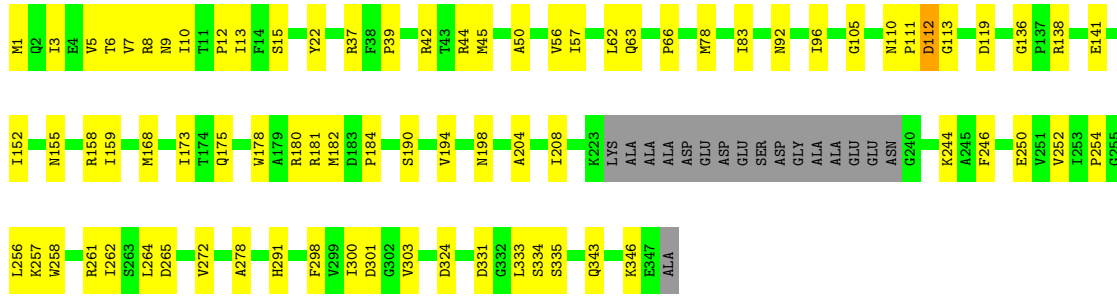 M1 Q2 I3 E4 V5 T6 V7 R8 N9 I10 T11 P12 I13 F14 S15 Y22 R37 F38 P39 R42 T43 R44 M45 A50 V56 I57 L62 Q63 P66 M78 I83 N92 I96 G105 N110 P111 D112 G113 D119 G136 P137 R138 E141
I152 N155 R158 I159 M168 I173 T174 Q175 W178 A179 R180 R181 M182 D183 P184 S190 V194 N198 A204 I208 K223 LYS ALA ALA ALA ASP GLU ASP GLU SER ASP GLY ALA ALA GLU GLU ASN G240 K244 A245 F246 E250 V251 V252 I253 P254 G255
L256 K257 W258 R261 I262 S263 L264 D265 V272 A278 H291 F298 V299 I300 D301 G302 V303 D324 D331 G332 L333 S334 S335 Q343 K346 E347 ALA